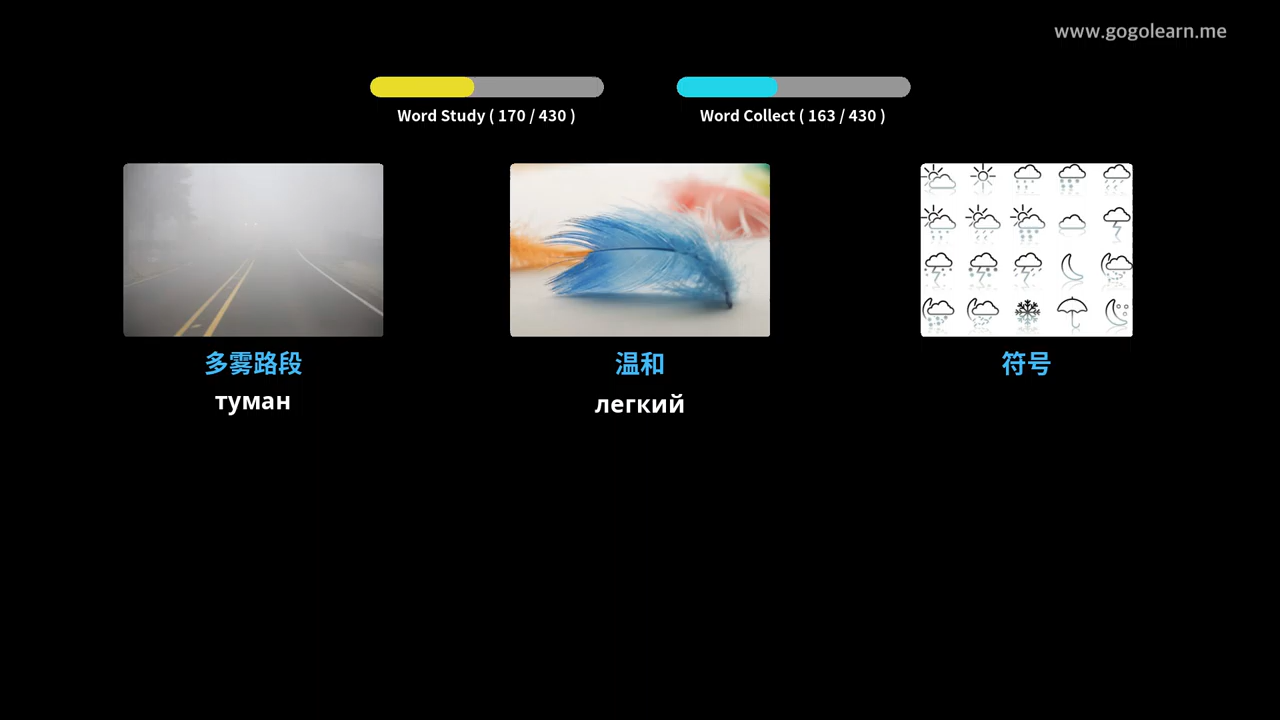 www.gogolearn.me
Word Study ( 170 / 430 )
Word Collect ( 163 / 430 )
多雾路段
туман
温和
легкий
符号